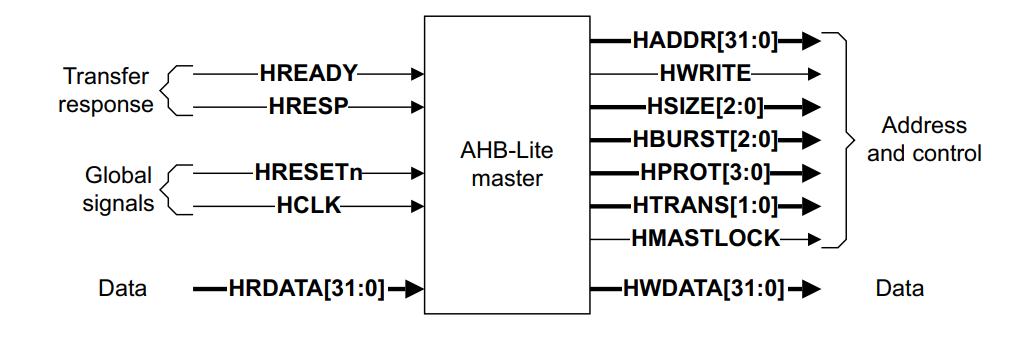 Transfer
response
HREADY
HRESP
Global
signals
HRESETn
HCLK
Data
HRDATA[31:0]
AHB-Lite
master
HADDR[31:0]
HWRITE
HSIZE[2:0]
HBURST[2:0]
HPROT[3:0]
HTRANS[1:0]
HMASTLOCK
Address
and control
HWDATA[31:0]
Data